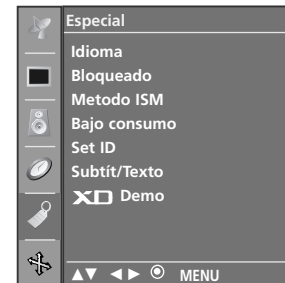 Especial
Idioma
Bloqueado
Metodo ISM
Bajo consumo
Set ID
Subtít/Texto
XD Demo
▲▼ ◄► ⦿ MENU